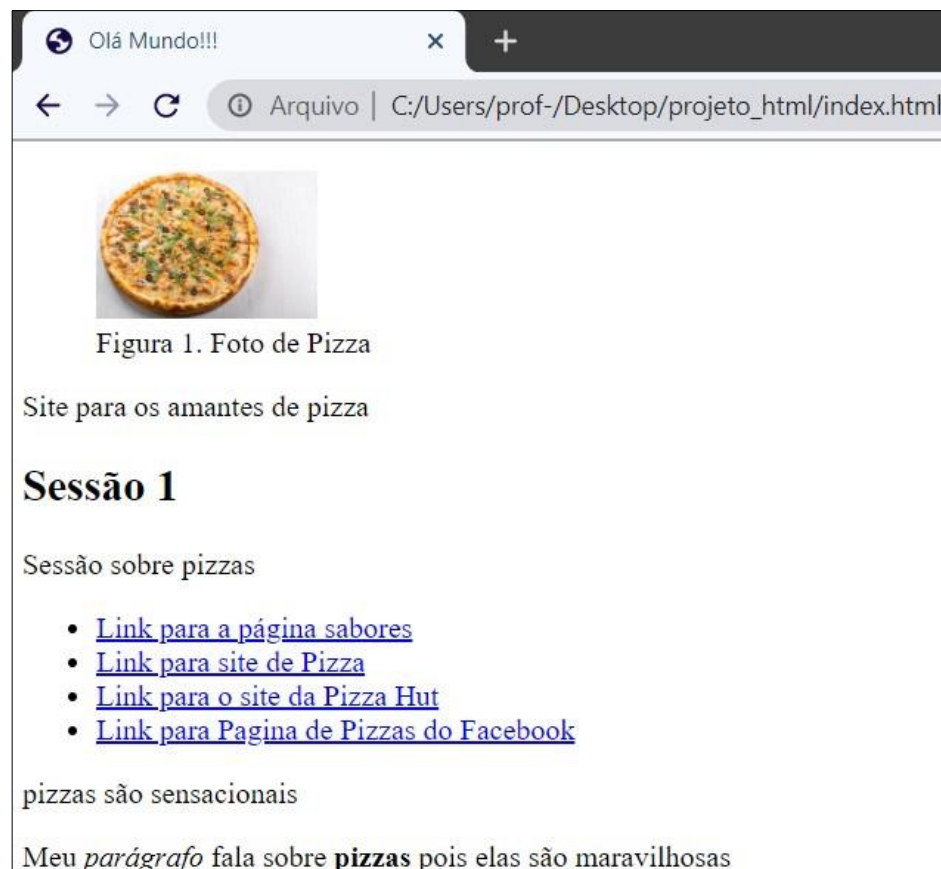 Olá Mundo!!!
Arquivo | C:/Users/prof-/Desktop/projeto_html/index.html
Figura 1. Foto de Pizza
Site para os amantes de pizza
Sessão 1
Sessão sobre pizzas
Link para a página sabores
Link para site de Pizza
Link para o site da Pizza Hut
Link para Pagina de Pizzas do Facebook
pizzas são sensacionais
Meu parágrafo fala sobre pizzas pois elas são maravilhosas